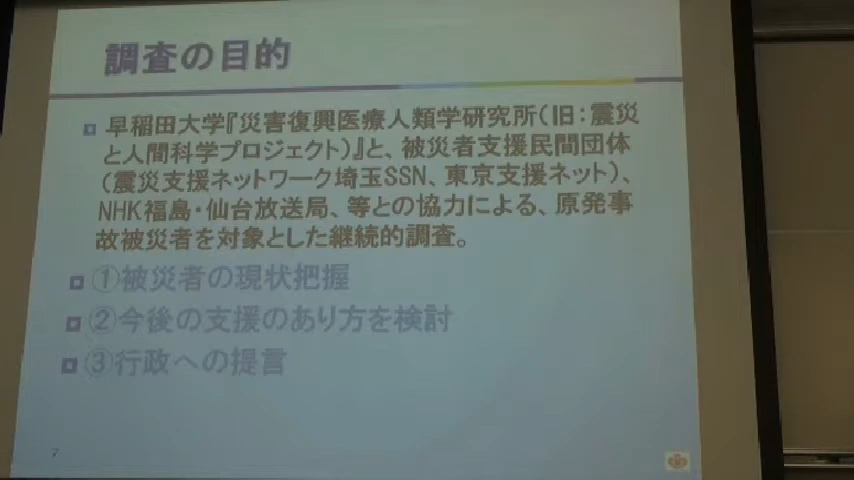 調査の目的
早稲田大学『災害復興医療人類学研究所(旧:震災
と人間科学プロジェクト)』と、被災者支援民間団体
(震災支援ネットワーク埼玉SSN、東京支援ネット)、
NHK福島・仙台放送局、等との協力による、原発事
故被災者を対象とした継続的調査。
①被災者の現状把握
②今後の支援のあり方を検討
③行政への提言
7